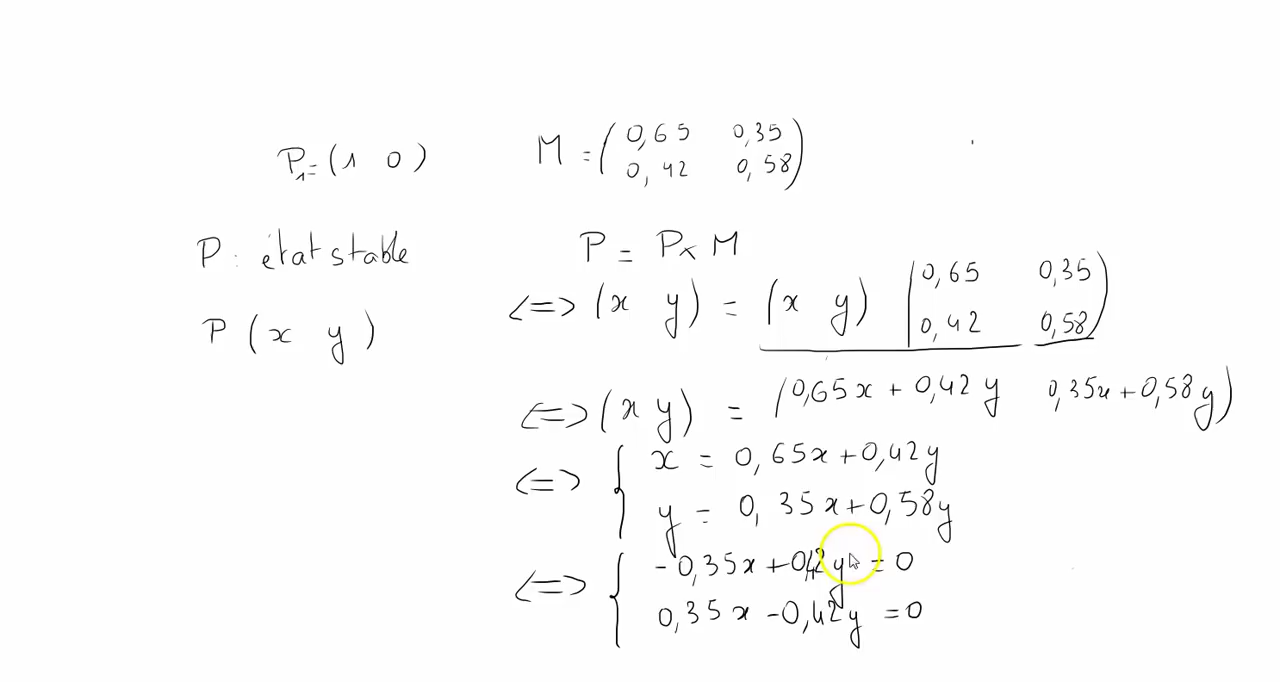 P₁=(1 0) M=(0,65 0,35
0,42 0,58)
P : état stable P = P× M
<=> (x y) = (x y) (0,65 0,35
0,42 0,58)
P (x y)
<=> (x y) = (0,65x + 0,42y 0,35x+0,58y)
<=> { x = 0,65x+0,42y
y = 0,35x+0,58y
<=> { -0,35x +0,42y = 0
0,35x -0,42y =0